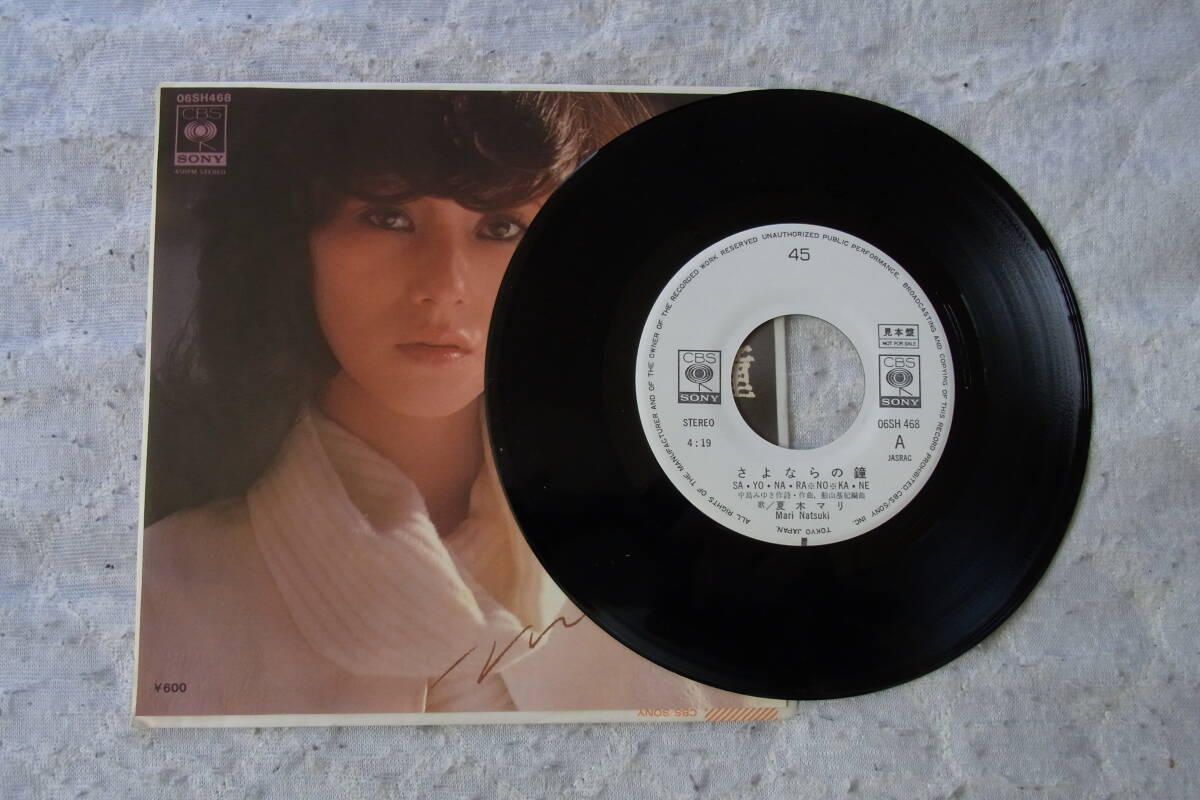 06SH468
CBS
SONY
45RPM STEREO
¥600
CBS/SONY
ALL RIGHTS OF THE MANUFACTURER AND OF THE OWNER OF THE RECORDED WORK RESERVED UNAUTHORIZED PUBLIC PERFORMANCE, BROADCASTING AND COPYING OF THIS RECORD PROHIBITED CBS/SONY INC.
TOKYO JAPAN.
45
見本盤
NOT FOR SALE
CBS
SONY
CBS
SONY
STEREO
4:19
06SH 468
A
JASRAC
さよならの鐘
SA・YO・NA・RA※NO※KA・NE
中島みゆき作詩・作曲，船山基紀編曲
歌／夏木マリ
Mari Natsuki